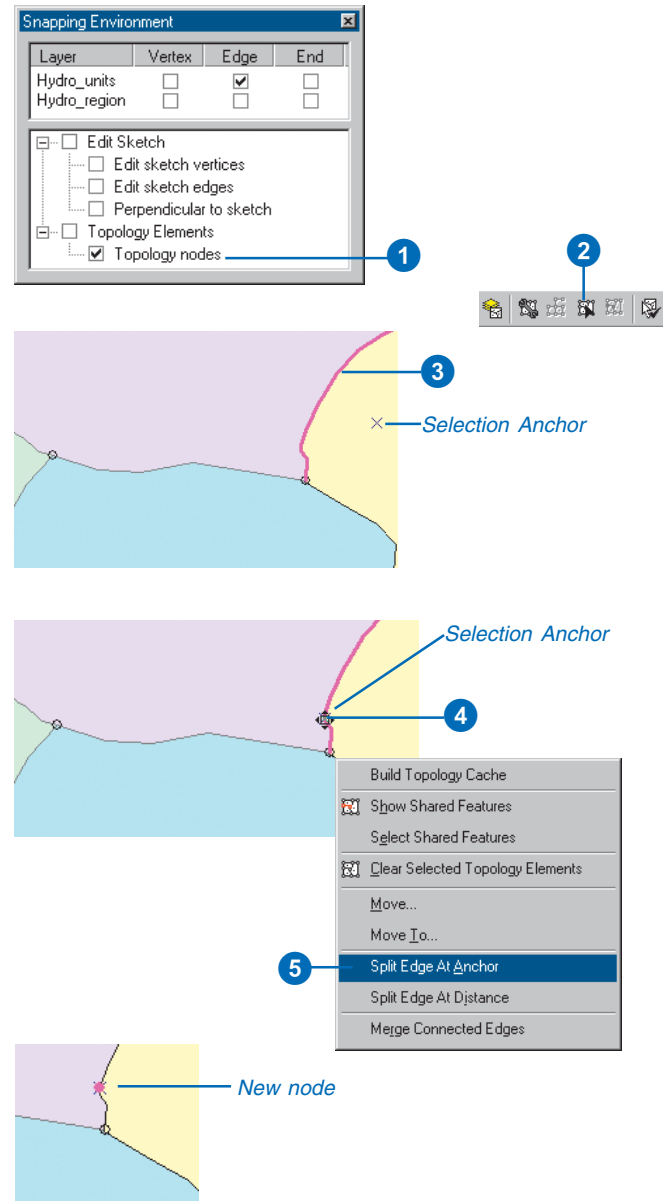 Snapping Environment
Layer Vertex Edge End
Hydro_units
Hydro_region
Edit Sketch
Edit sketch vertices
Edit sketch edges
Perpendicular to sketch
Topology Elements
Topology nodes
1
2
3
Selection Anchor
Selection Anchor
4
Build Topology Cache
Show Shared Features
Select Shared Features
Clear Selected Topology Elements
Move...
Move To...
5
Split Edge At Anchor
Split Edge At Distance
Merge Connected Edges
New node